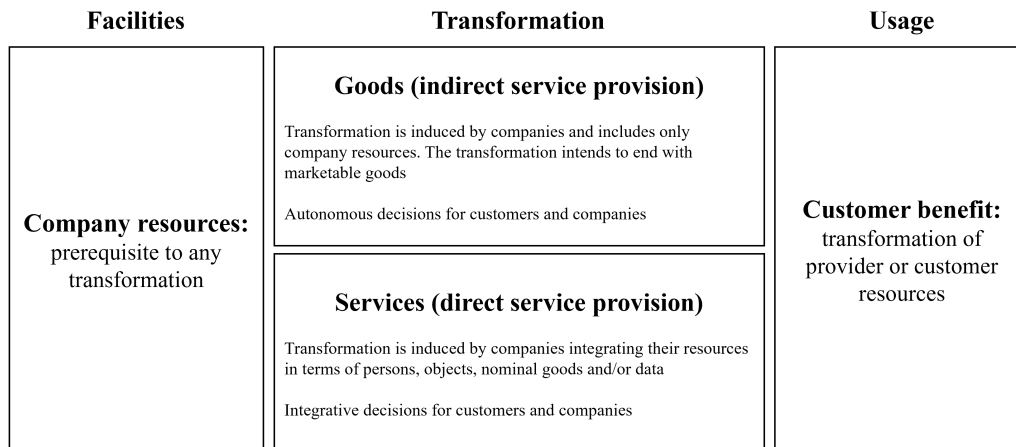 Facilities
Transformation
Usage
Company resources:
prerequisite to any
transformation
Goods (indirect service provision)
Transformation is induced by companies and includes only
company resources. The transformation intends to end with
marketable goods
Autonomous decisions for customers and companies
Services (direct service provision)
Transformation is induced by companies integrating their resources
in terms of persons, objects, nominal goods and/or data
Integrative decisions for customers and companies
Customer benefit:
transformation of
provider or customer
resources